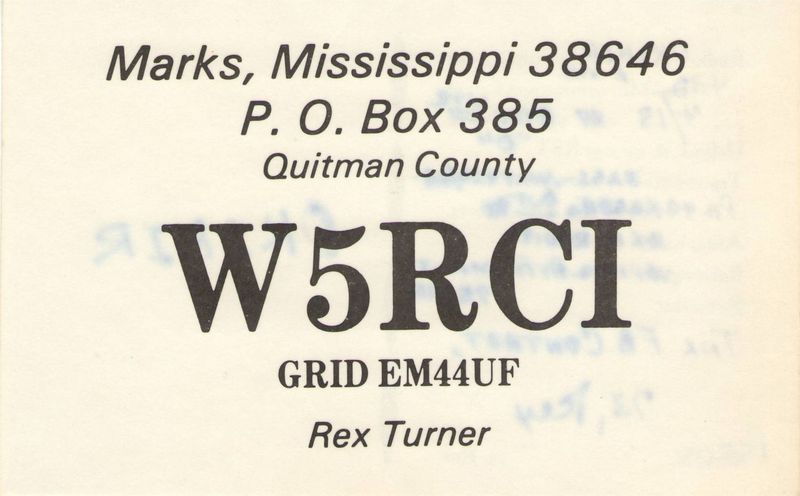 Marks, Mississippi 38646
P. O. Box 385
Quitman County
W5RCI
GRID EM44UF
Rex Turner